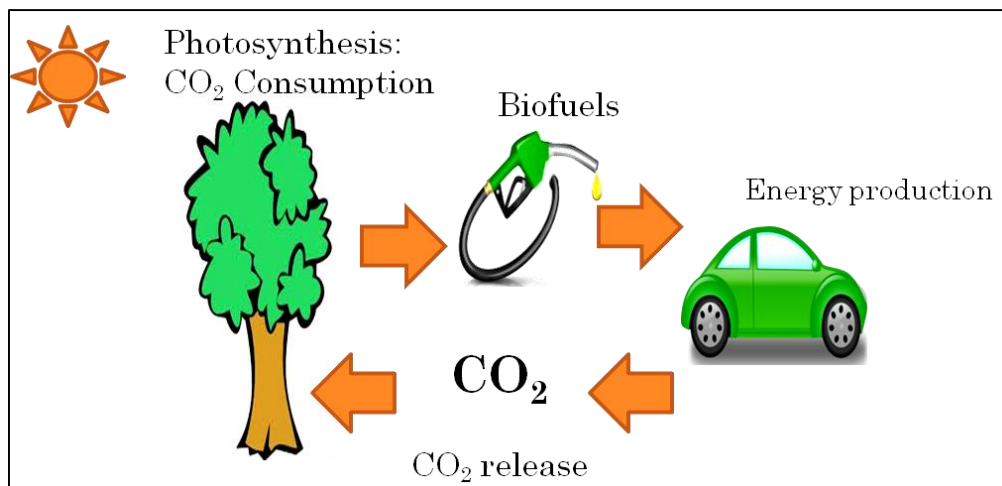 Photosynthesis:
CO₂ Consumption
Biofuels
Energy production
CO₂
CO₂ release